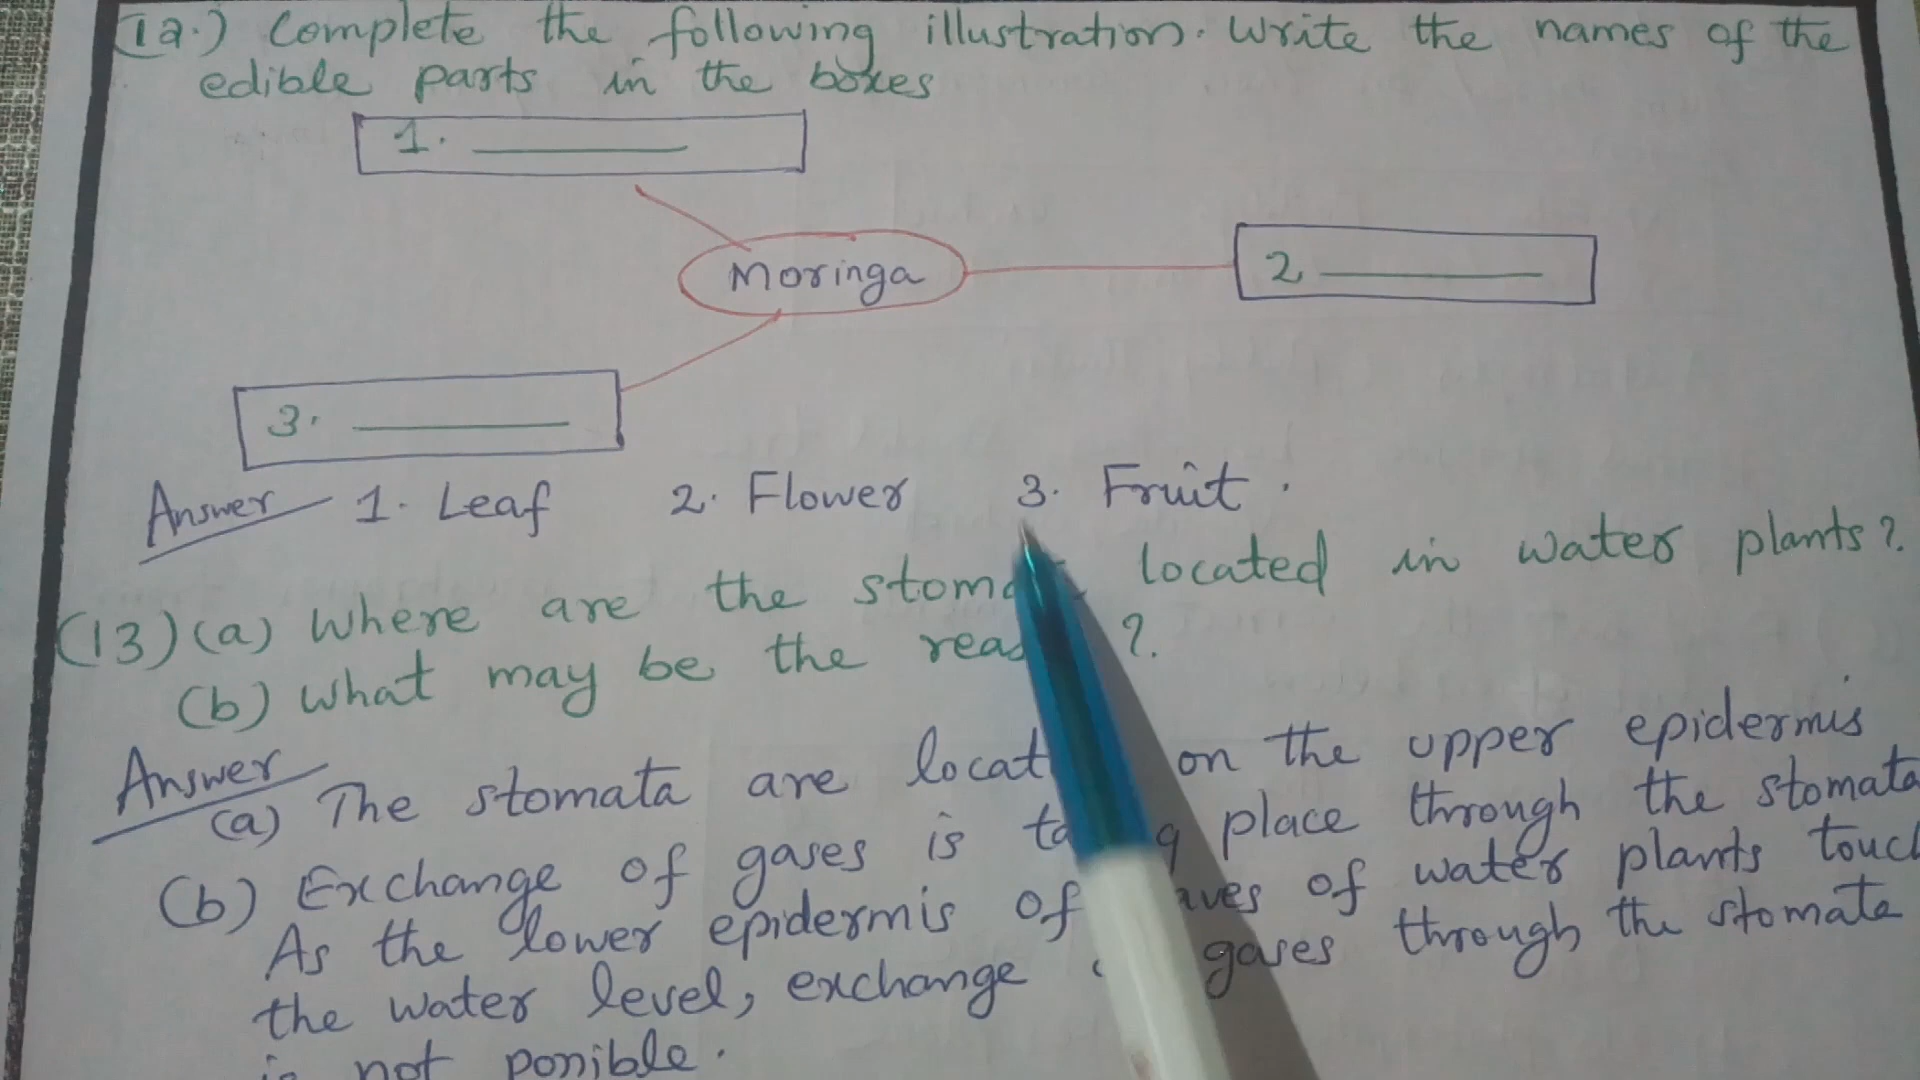 (12.) Complete the following illustration. Write the names of the
edible parts in the boxes
1.
Moringa
2.
3.
Answer 1. Leaf 2. Flower 3. Fruit.
(13) (a) Where are the stoma located in water plants?
(b) What may be the reas ?
Answer
(a) The stomata are locat on the upper epidermis
(b) Exchange of gases is ta g place through the stomata
As the lower epidermis of aves of water plants touch
the water level, exchange gases through the stomata
is not possible.